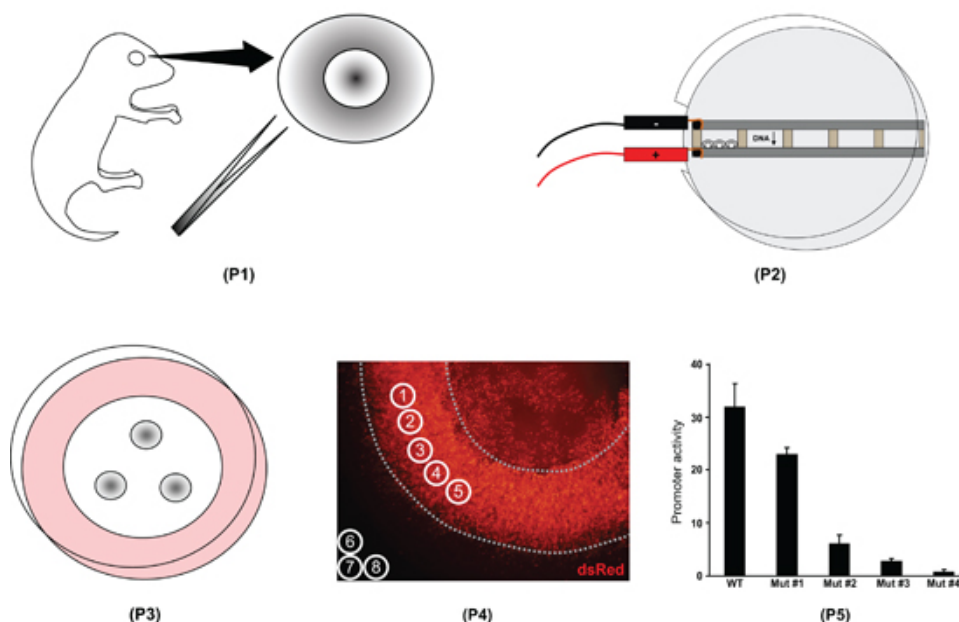 (P1)
-
+
DNA
(P2)
(P3)
1
2
3
4
5
6
7 8
dsRed
(P4)
Promoter activity
40
30
20
10
0
WT Mut #1 Mut #2 Mut #3 Mut #4
(P5)